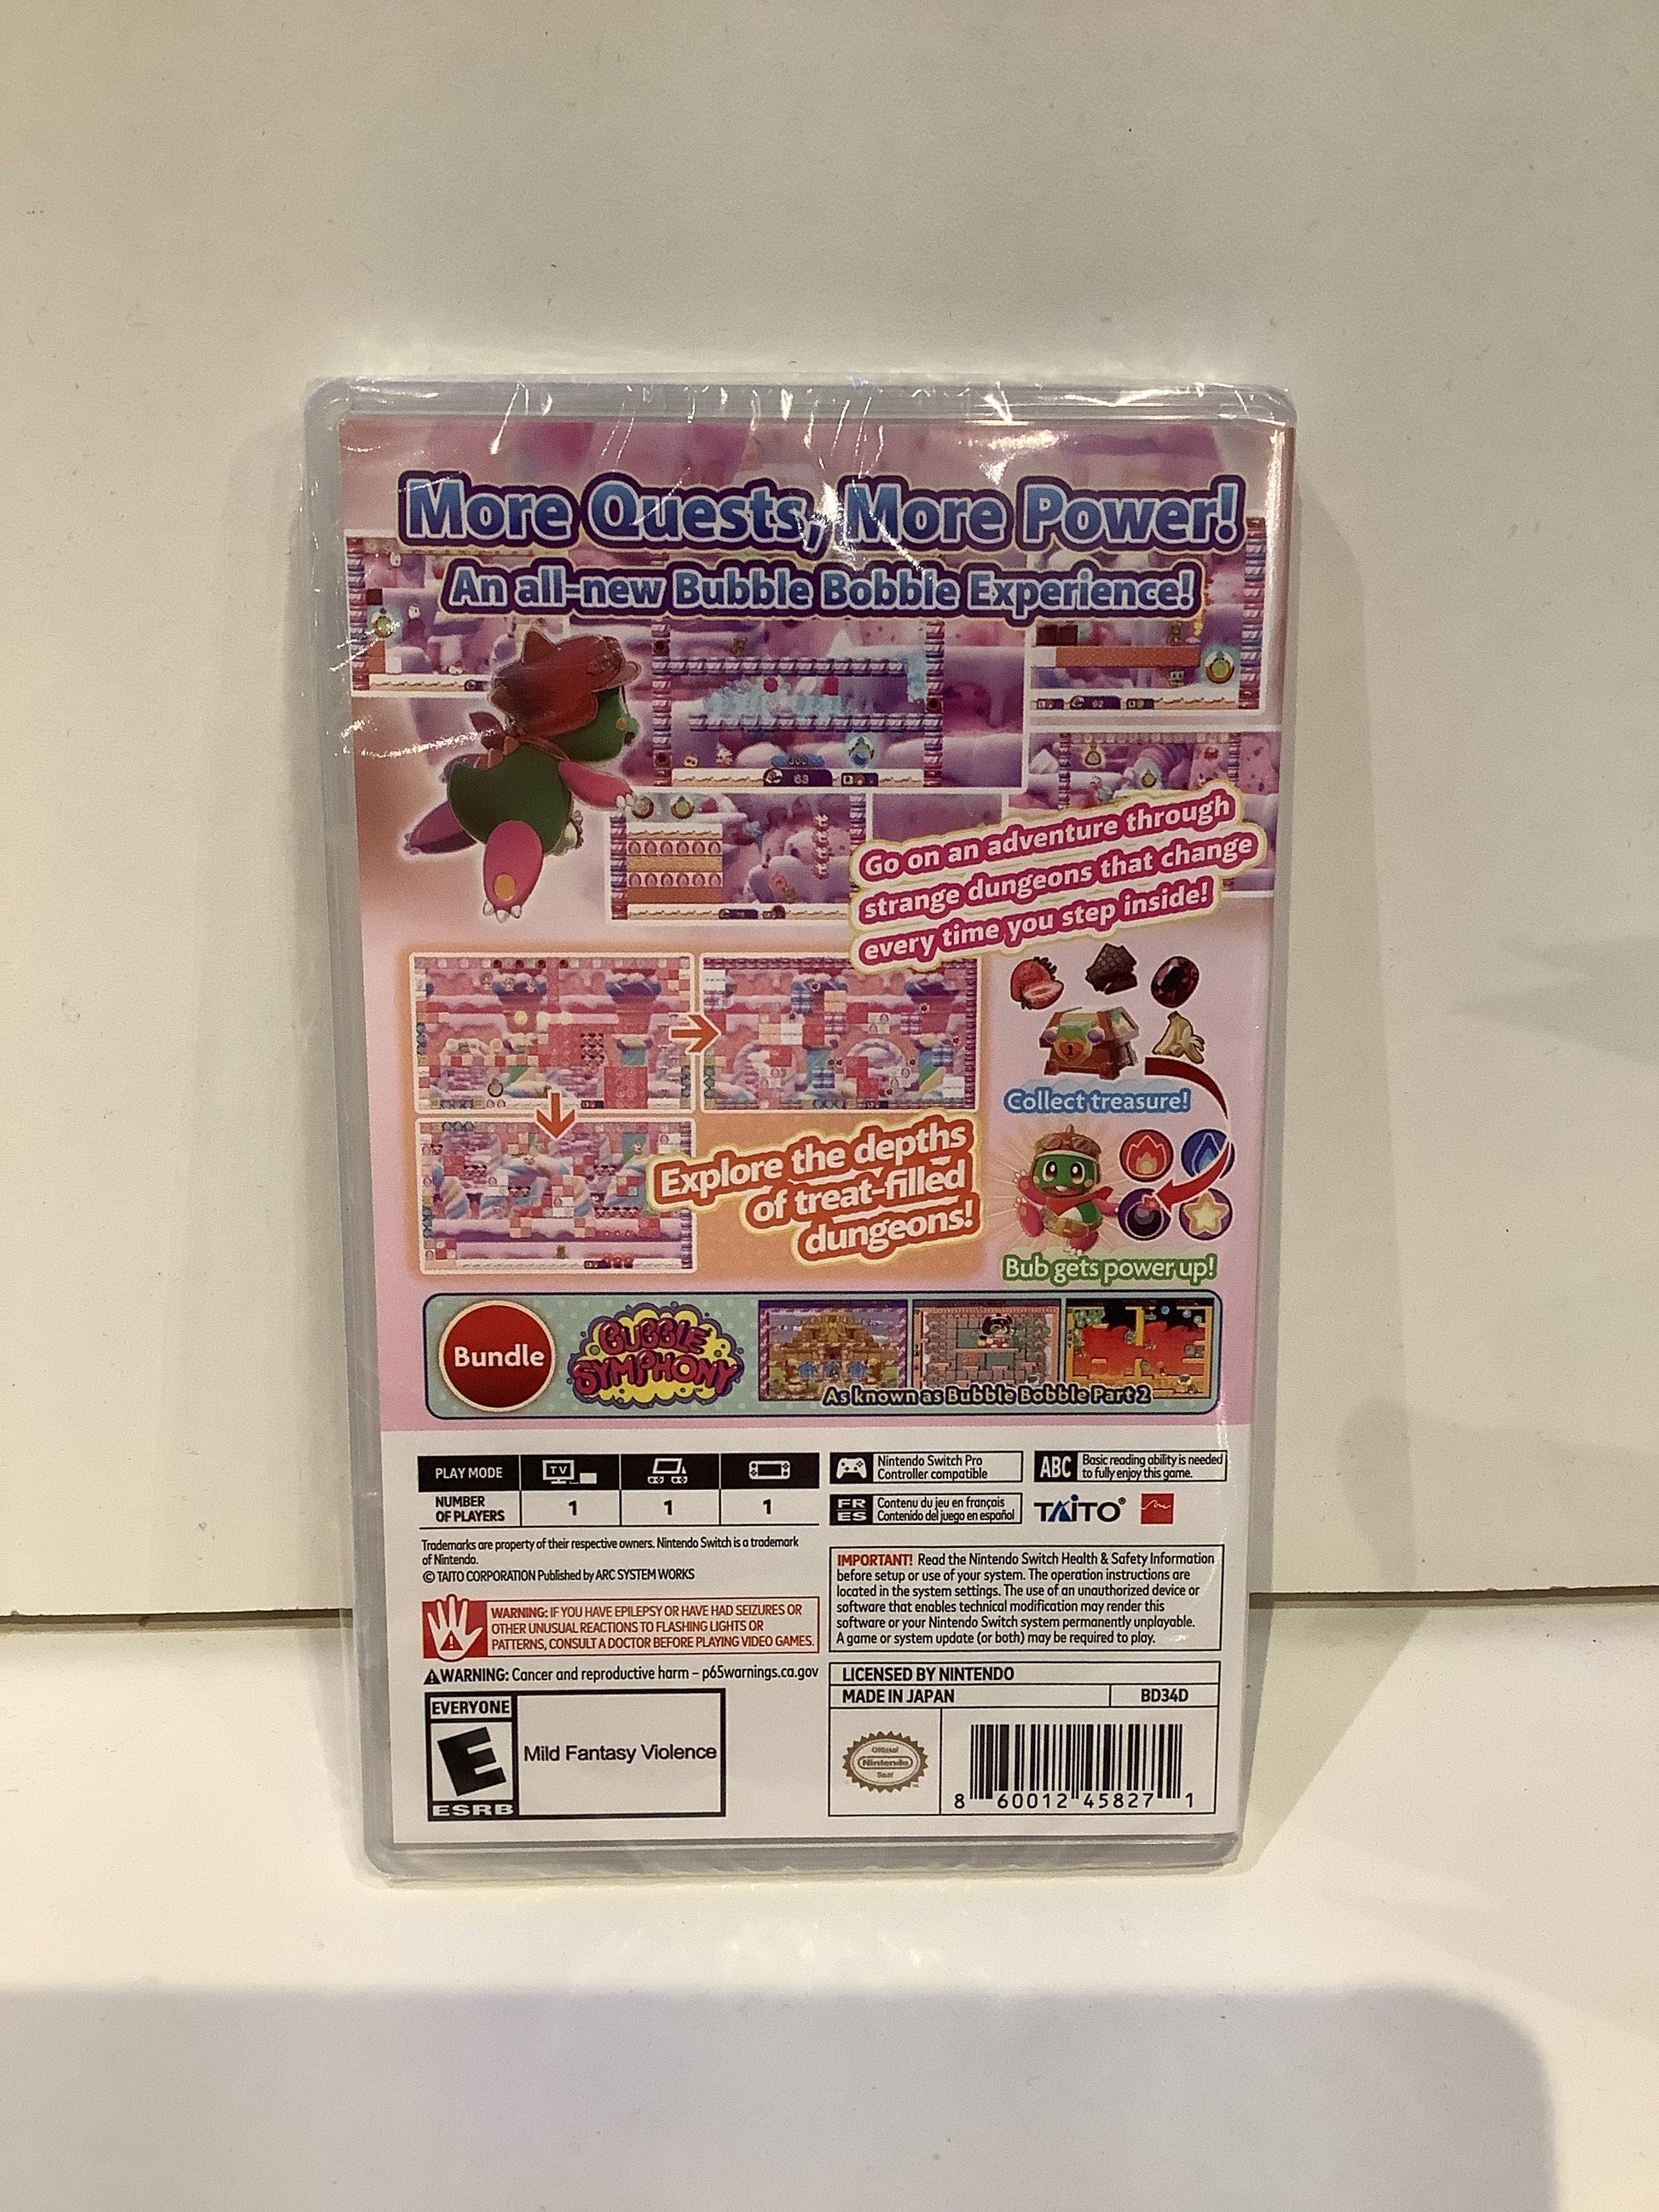 More Quests, More Power!
An all-new Bubble Bobble Experience!
Go on an adventure through
strange dungeons that change
every time you step inside!
Collect treasure!
Explore the depths
of treat-filled
dungeons!
Bub gets power up!
Bundle
BUBBLE
SYMPHONY
As known as Bubble Bobble Part 2
PLAY MODE
TV
NUMBER
OF PLAYERS
1
1
1
Nintendo Switch Pro
Controller compatible
ABC
Basic reading ability is needed
to fully enjoy this game.
FR
ES
Contenu du jeu en français
Contenido del juego en español
TAITO®
Trademarks are property of their respective owners. Nintendo Switch is a trademark
of Nintendo.
© TAITO CORPORATION Published by ARC SYSTEM WORKS
WARNING: IF YOU HAVE EPILEPSY OR HAVE HAD SEIZURES OR
OTHER UNUSUAL REACTIONS TO FLASHING LIGHTS OR
PATTERNS, CONSULT A DOCTOR BEFORE PLAYING VIDEO GAMES.
WARNING: Cancer and reproductive harm – p65warnings.ca.gov
IMPORTANT! Read the Nintendo Switch Health & Safety Information
before setup or use of your system. The operation instructions are
located in the system settings. The use of an unauthorized device or
software that enables technical modification may render this
software or your Nintendo Switch system permanently unplayable.
A game or system update (or both) may be required to play.
LICENSED BY NINTENDO
MADE IN JAPAN
BD34D
EVERYONE
E
ESRB
Mild Fantasy Violence
Official
Nintendo
Seal
8 60012 45827 1